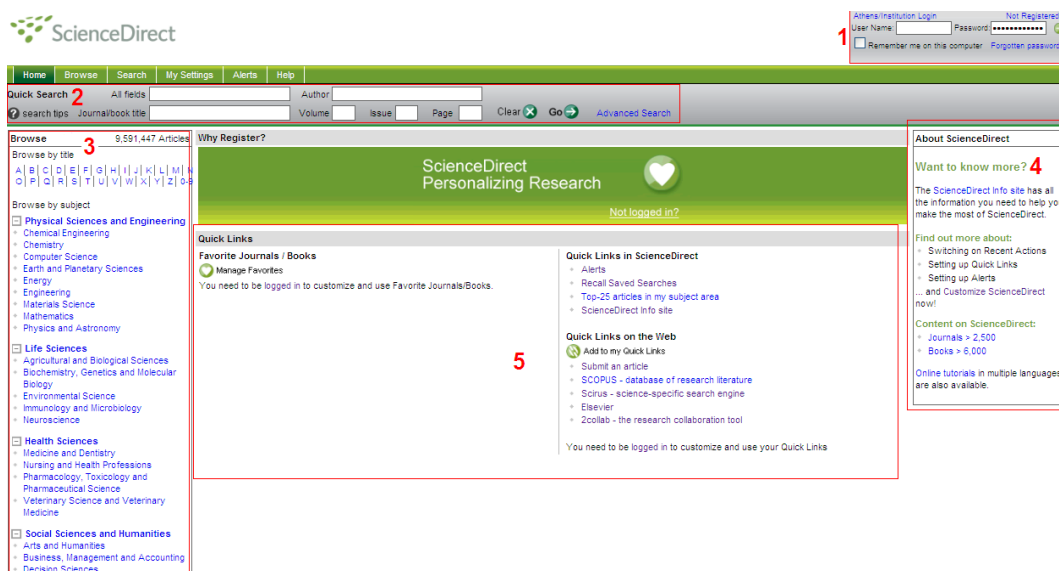 ScienceDirect
Athens/Institution Login Not Registered
1 User Name: Password: ••••••••••••
Remember me on this computer Forgotten password
Home Browse Search My Settings Alerts Help
Quick Search 2 All fields Author
? search tips Journal/book title Volume Issue Page Clear Go Advanced Search
Browse 9,591,447 Articles
3
Browse by title
A| B| C| D| E| F| G| H| I| J| K| L| M| N
O| P| Q| R| S| T| U| V| W| X| Y| Z| 0-9
Browse by subject
Physical Sciences and Engineering
Chemical Engineering
Chemistry
Computer Science
Earth and Planetary Sciences
Energy
Engineering
Materials Science
Mathematics
Physics and Astronomy
Life Sciences
Agricultural and Biological Sciences
Biochemistry, Genetics and Molecular
Biology
Environmental Science
Immunology and Microbiology
Neuroscience
Health Sciences
Medicine and Dentistry
Nursing and Health Professions
Pharmacology, Toxicology and
Pharmaceutical Science
Veterinary Science and Veterinary
Medicine
Social Sciences and Humanities
Arts and Humanities
Business, Management and Accounting
Decision Sciences
Why Register?
ScienceDirect
Personalizing Research
Not logged in?
Quick Links
Favorite Journals / Books
Manage Favorites
You need to be logged in to customize and use Favorite Journals/Books.
5
Quick Links in ScienceDirect
Alerts
Recall Saved Searches
Top-25 articles in my subject area
ScienceDirect Info site
Quick Links on the Web
Add to my Quick Links
Submit an article
SCOPUS - database of research literature
Scirus - science-specific search engine
Elsevier
2collab - the research collaboration tool
You need to be logged in to customize and use your Quick Links
About ScienceDirect
Want to know more? 4
The ScienceDirect Info site has all
the information you need to help you
make the most of ScienceDirect.
Find out more about:
Switching on Recent Actions
Setting up Quick Links
Setting up Alerts
... and Customize ScienceDirect
now!
Content on ScienceDirect:
Journals > 2,500
Books > 6,000
Online tutorials in multiple languages
are also available.